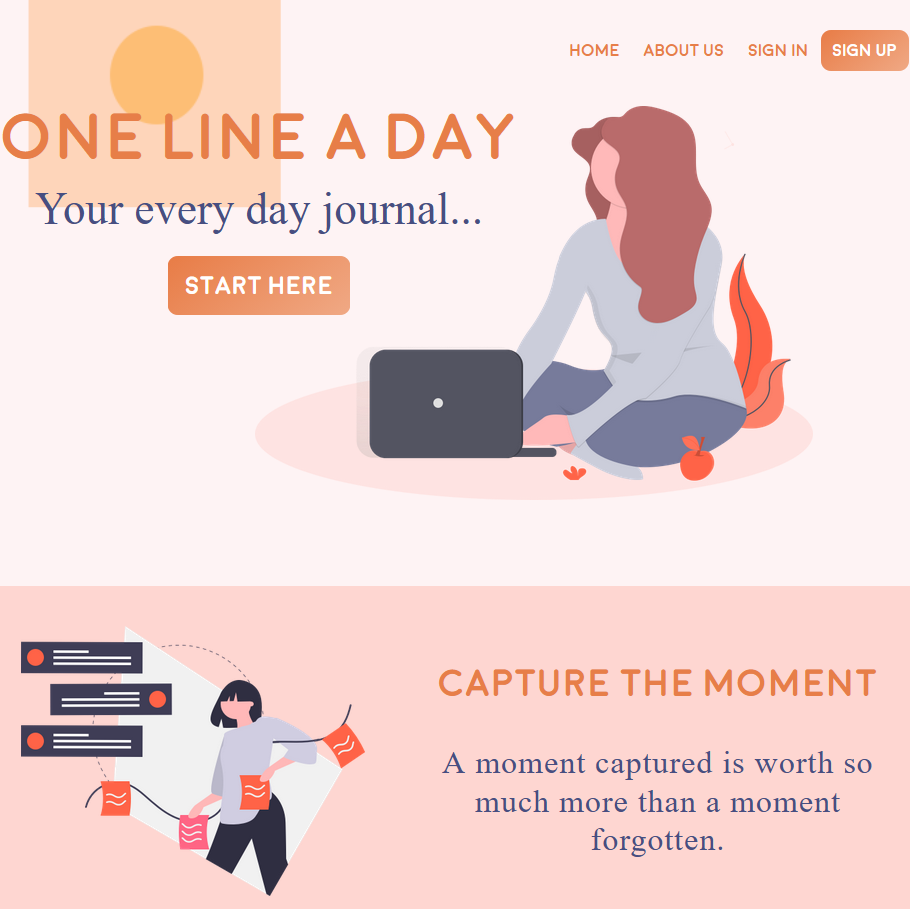 HOME ABOUT US SIGN IN SIGN UP
ONE LINE A DAY
Your every day journal...
START HERE
CAPTURE THE MOMENT
A moment captured is worth so
much more than a moment
forgotten.